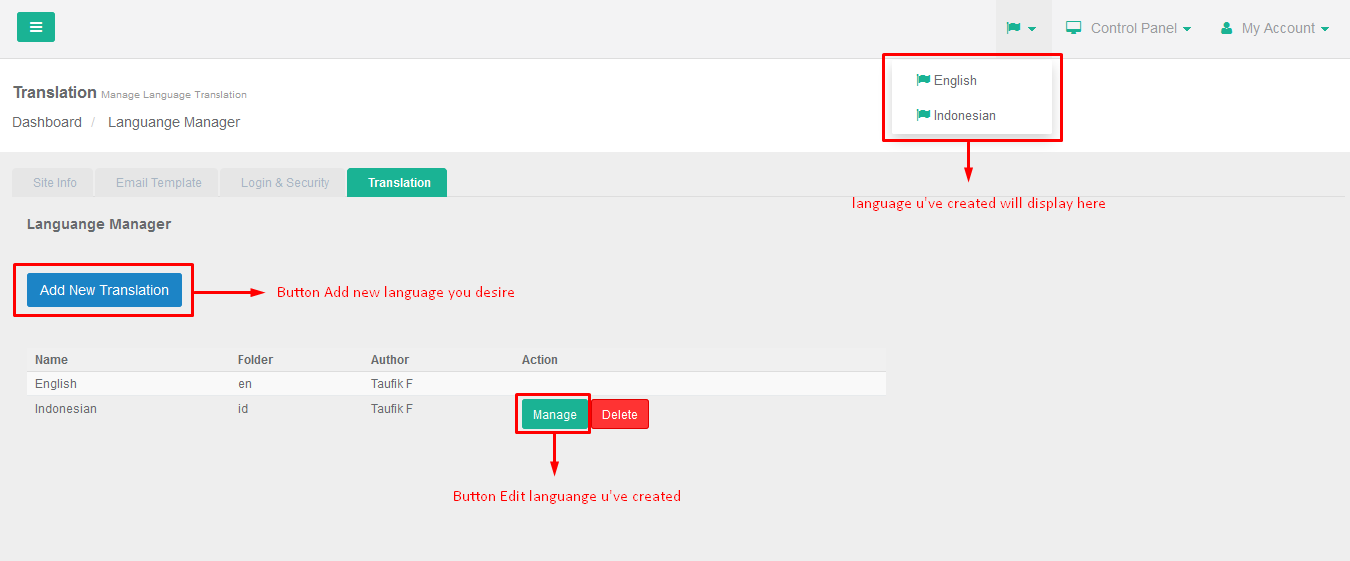 Control Panel
My Account
English
Indonesian
Translation Manage Language Translation
Dashboard / Languange Manager
Site Info Email Template Login & Security Translation
language u've created will display here
Languange Manager
Add New Translation
Button Add new language you desire
Name Folder Author Action
English en Taufik F
Indonesian id Taufik F Manage Delete
Button Edit languange u've created